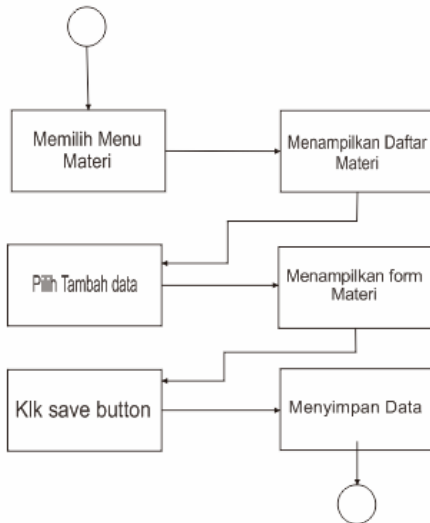 Memilih Menu
Materi
Menampilkan Daftar
Materi
Pilih Tambah data
Menampilkan form
Materi
Klk save button
Menyimpan Data